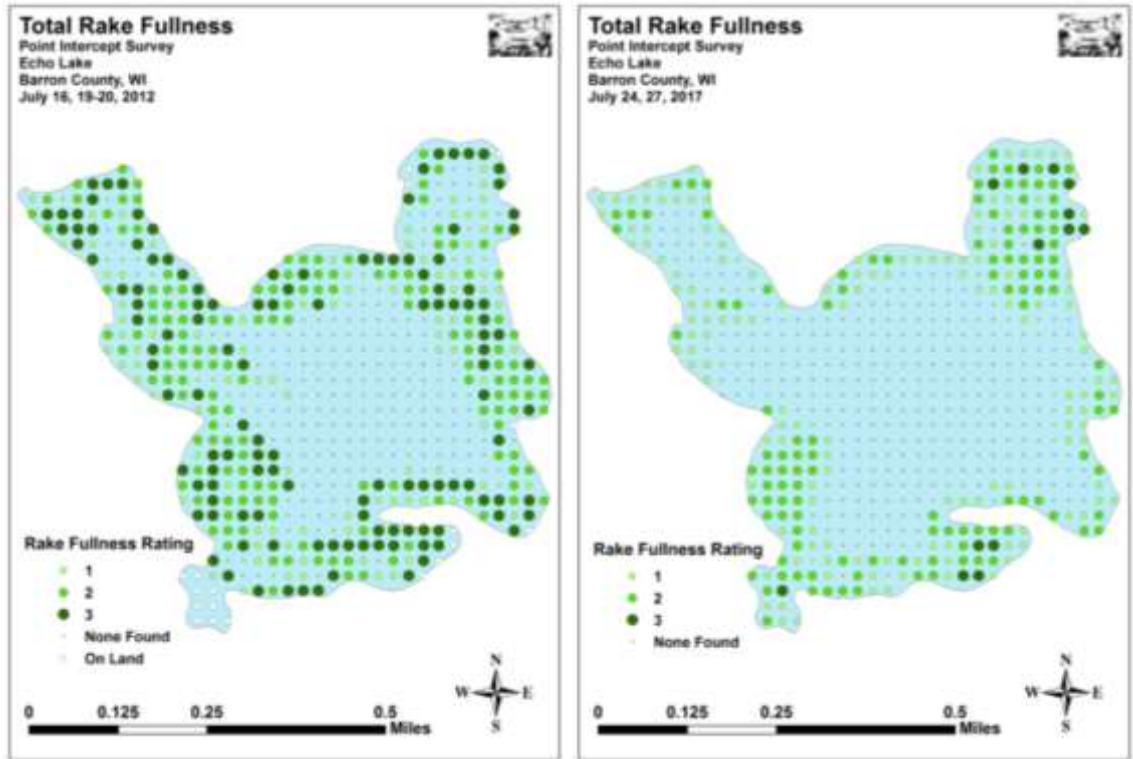 Total Rake Fullness
Point Intercept Survey
Echo Lake
Barron County, WI
July 16, 19-20, 2012
Rake Fullness Rating
1
2
3
None Found
On Land
N
W E
S
0 0.125 0.25 0.5
Miles
Total Rake Fullness
Point Intercept Survey
Echo Lake
Barron County, WI
July 24, 27, 2017
Rake Fullness Rating
1
2
3
None Found
N
W E
S
0 0.125 0.25 0.5
Miles